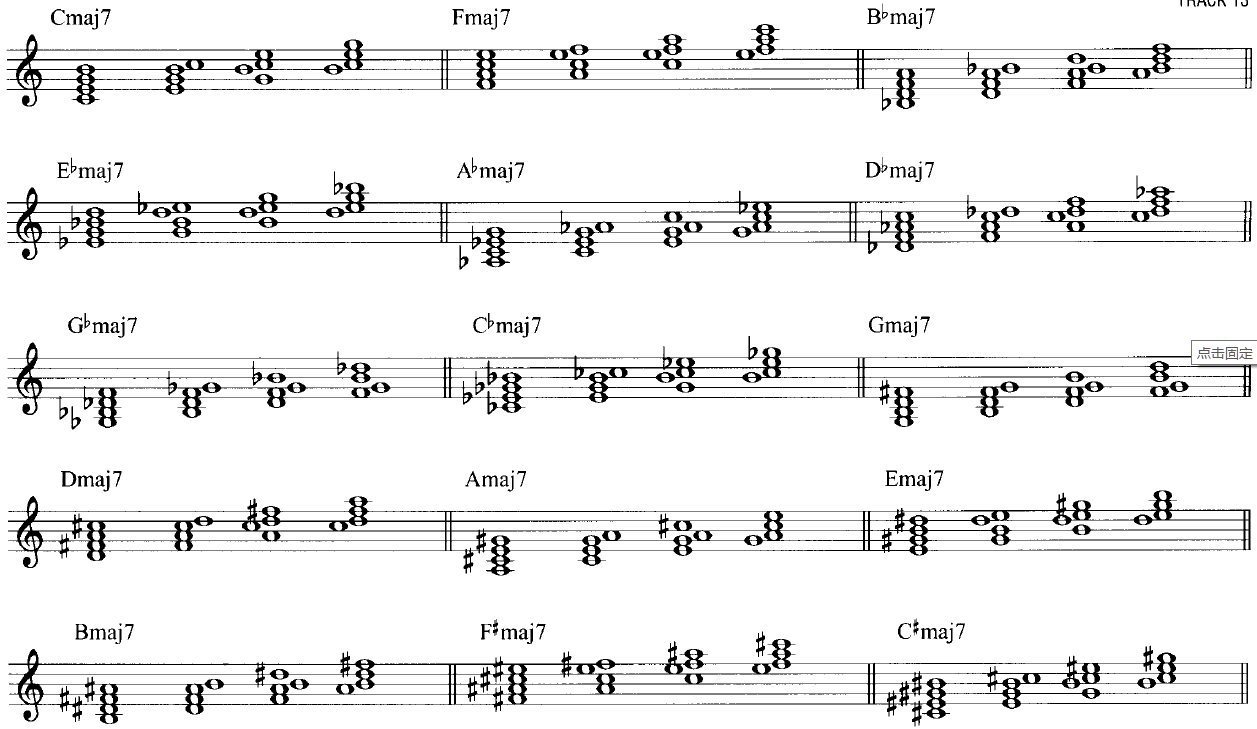 TRACK 13
Cmaj7 Fmaj7 B♭maj7
E♭maj7 A♭maj7 D♭maj7
G♭maj7 C♭maj7 Gmaj7
点击固定
Dmaj7 Amaj7 Emaj7
Bmaj7 F♯maj7 C♯maj7